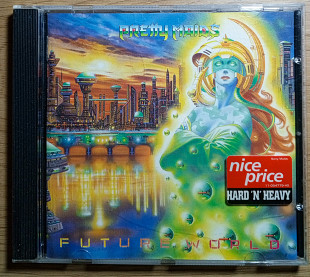 PRETTY MAIDS
nice
price
HARD 'N' HEAVY
FUTURE WORLD